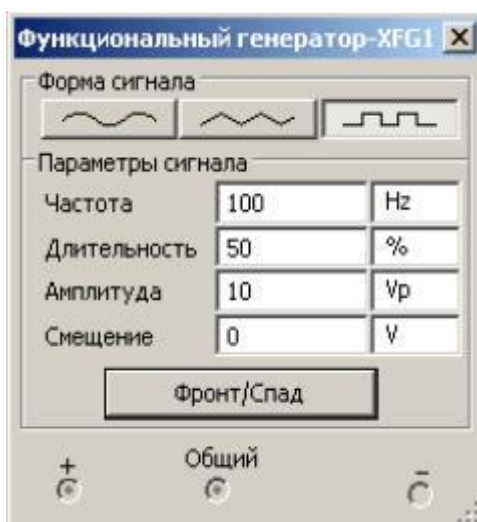 Функциональный генератор-XFG1
Форма сигнала
Параметры сигнала
Частота 100 Hz
Длительность 50 %
Амплитуда 10 Vp
Смещение 0 V
Фронт/Спад
+ Общий -